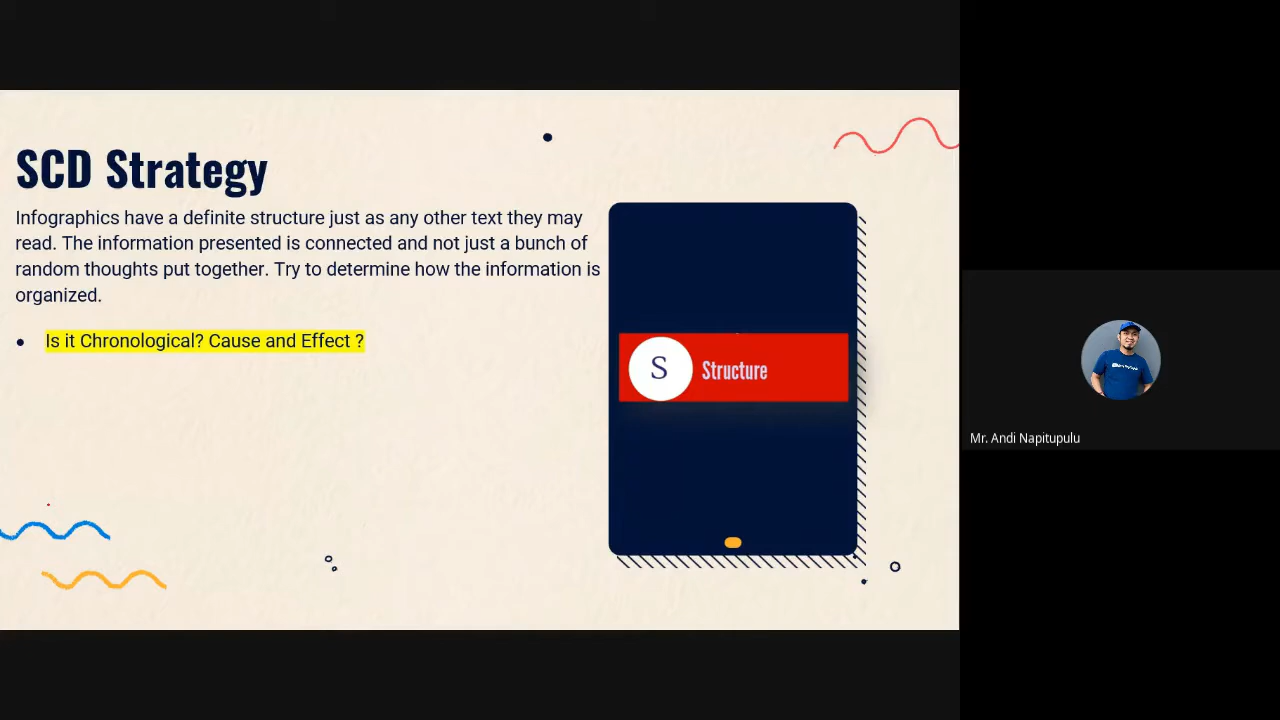 SCD Strategy
Infographics have a definite structure just as any other text they may
read. The information presented is connected and not just a bunch of
random thoughts put together. Try to determine how the information is
organized.
• Is it Chronological? Cause and Effect ?
S Structure
Mr. Andi Napitupulu